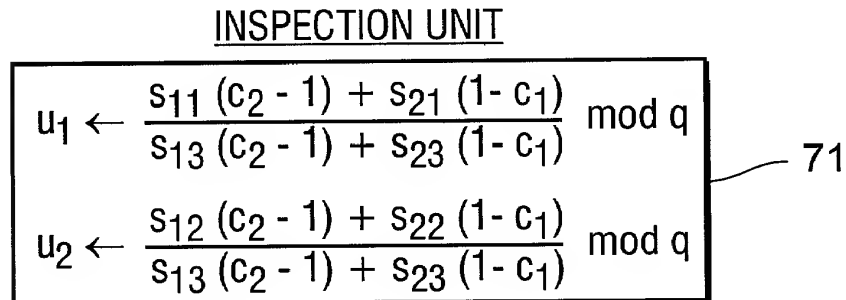 INSPECTION UNIT
u₁ ← s₁₁ (c₂ - 1) + s₂₁ (1- c₁) / s₁₃ (c₂ - 1) + s₂₃ (1- c₁) mod q
71
u₂ ← s₁₂ (c₂ - 1) + s₂₂ (1- c₁) / s₁₃ (c₂ - 1) + s₂₃ (1- c₁) mod q